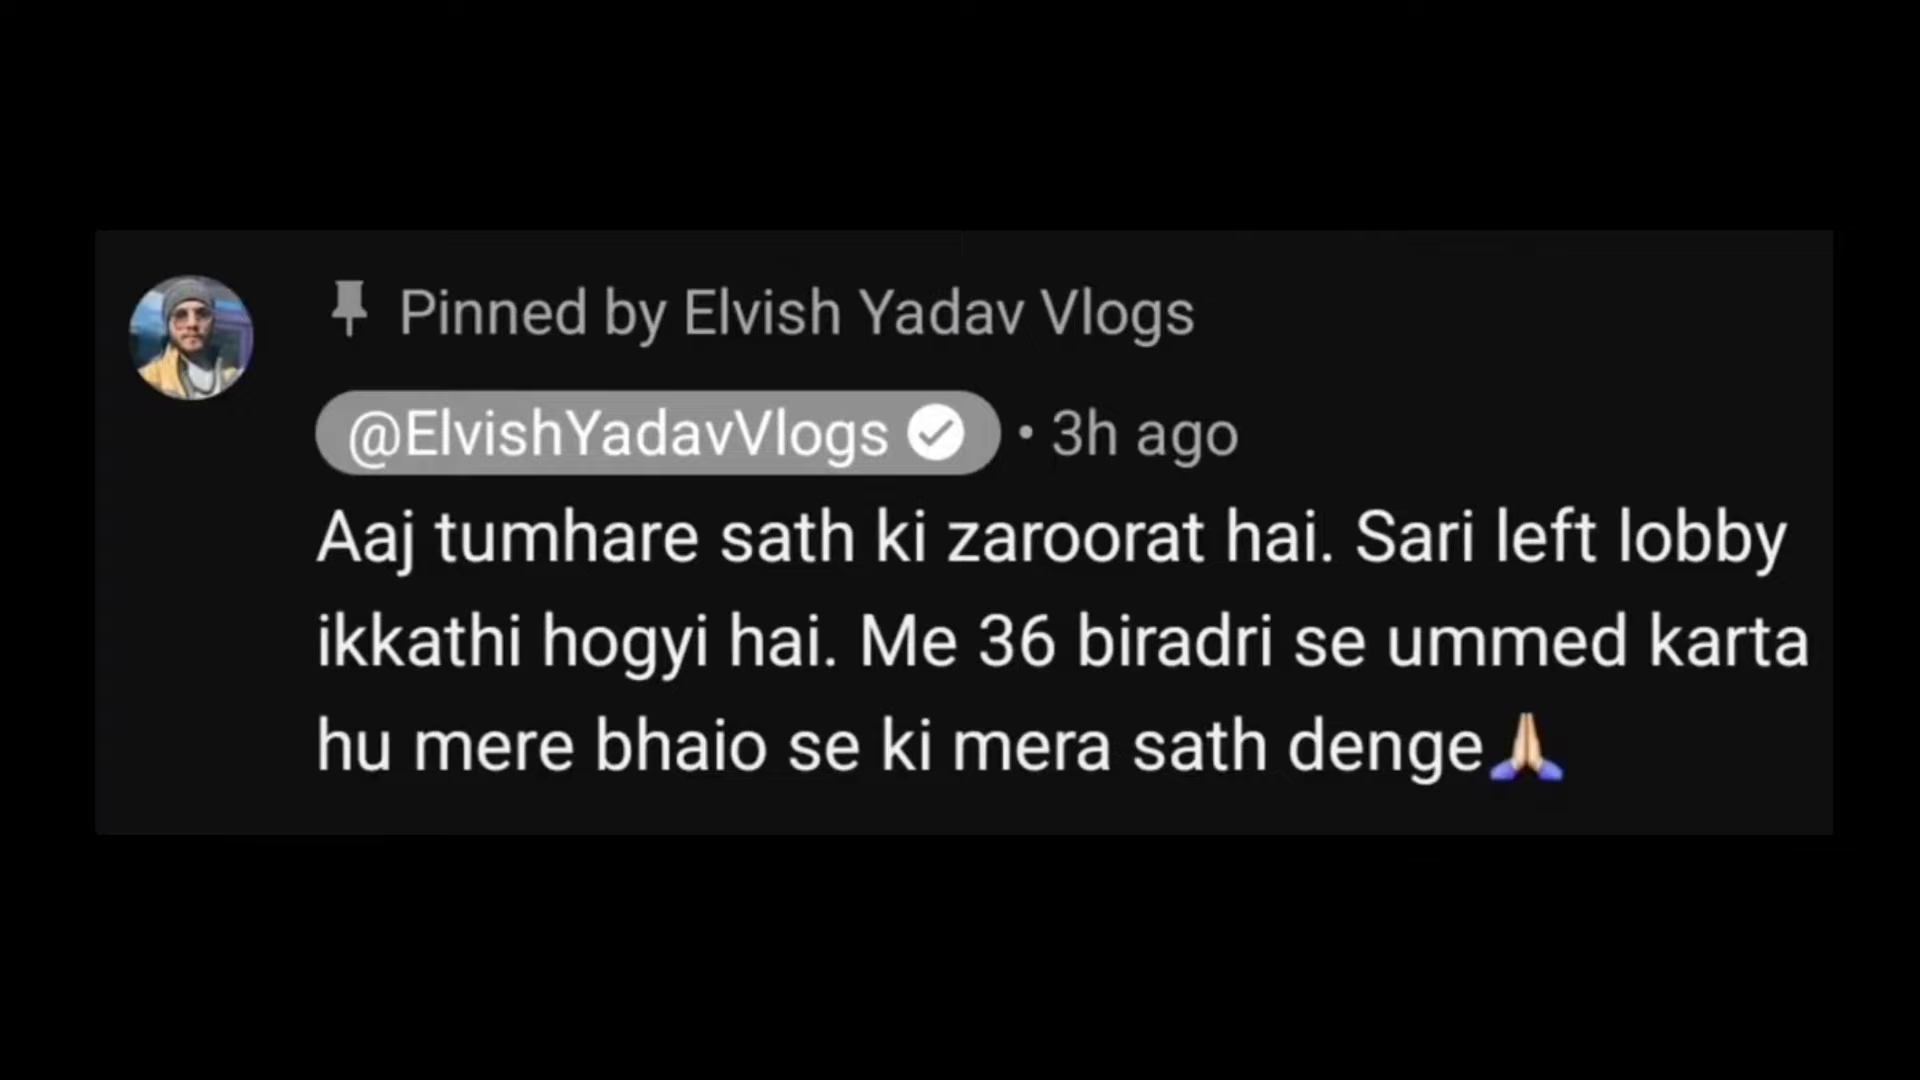 Pinned by Elvish Yadav Vlogs
@ElvishYadavVlogs • 3h ago
Aaj tumhare sath ki zaroorat hai. Sari left lobby
ikkathi hogyi hai. Me 36 biradri se ummed karta
hu mere bhaio se ki mera sath denge🙏🏼